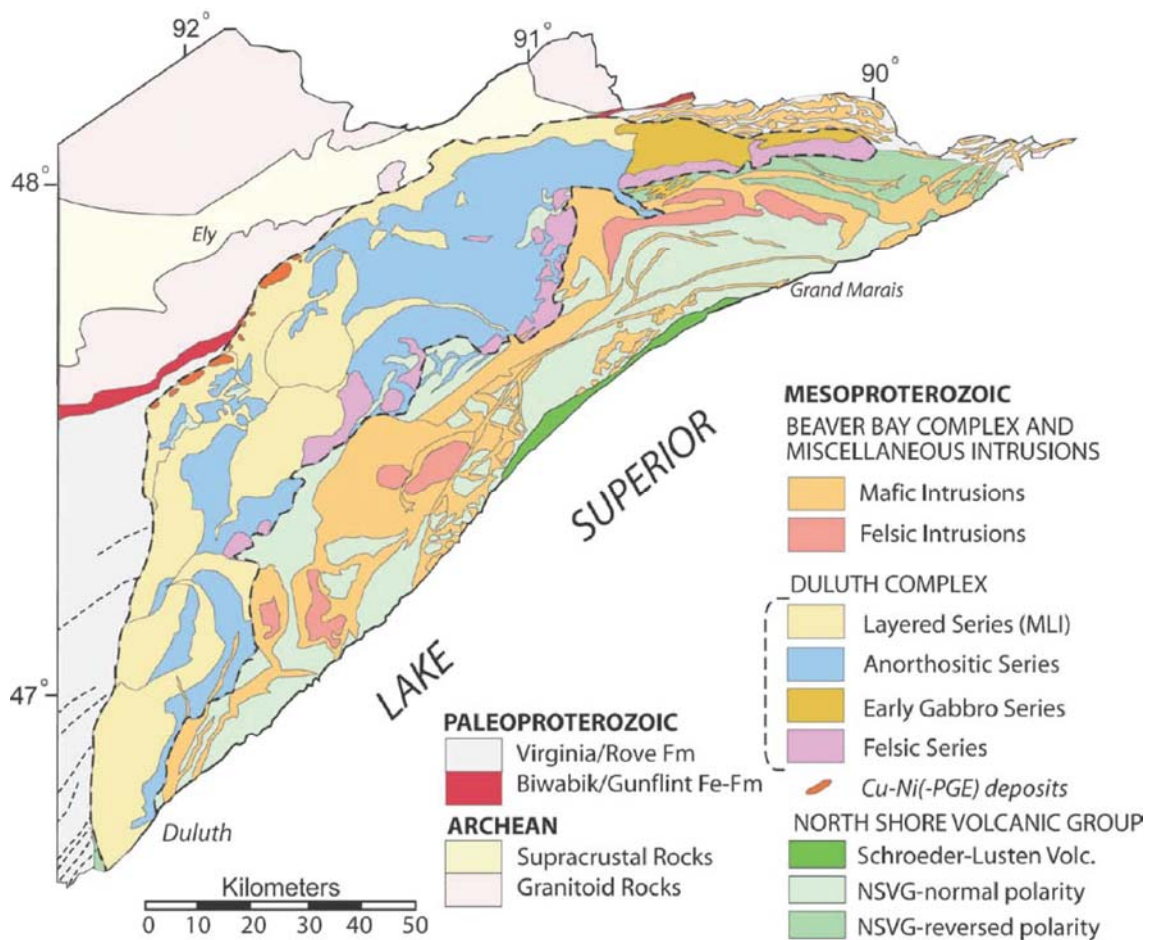 92°
91°
90°
48°
Ely
Grand Marais
LAKE SUPERIOR
47°
Duluth
Kilometers
0 10 20 30 40 50
PALEOPROTEROZOIC
Virginia/Rove Fm
Biwabik/Gunflint Fe-Fm
ARCHEAN
Supracrustal Rocks
Granitoid Rocks
MESOPROTEROZOIC
BEAVER BAY COMPLEX AND
MISCELLANEOUS INTRUSIONS
Mafic Intrusions
Felsic Intrusions
DULUTH COMPLEX
Layered Series (MLI)
Anorthositic Series
Early Gabbro Series
Felsic Series
Cu-Ni(-PGE) deposits
NORTH SHORE VOLCANIC GROUP
Schroeder-Lusten Volc.
NSVG-normal polarity
NSVG-reversed polarity